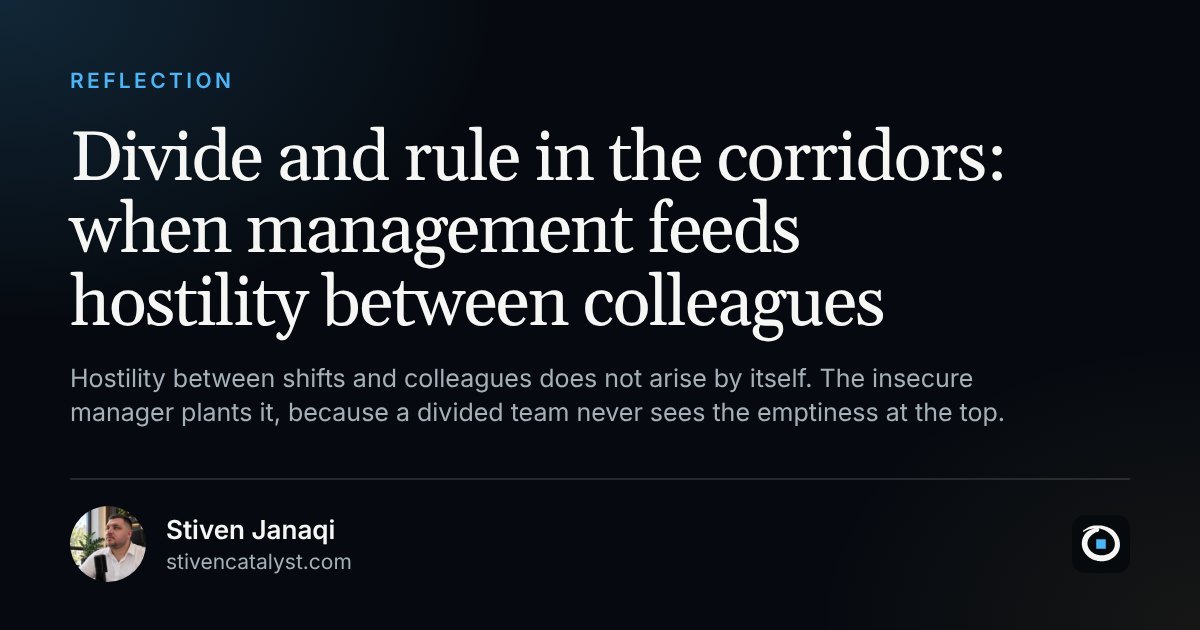 REFLECTION
Divide and rule in the corridors:
when management feeds
hostility between colleagues
Hostility between shifts and colleagues does not arise by itself. The insecure
manager plants it, because a divided team never sees the emptiness at the top.
Stiven Janaqi
stivencatalyst.com